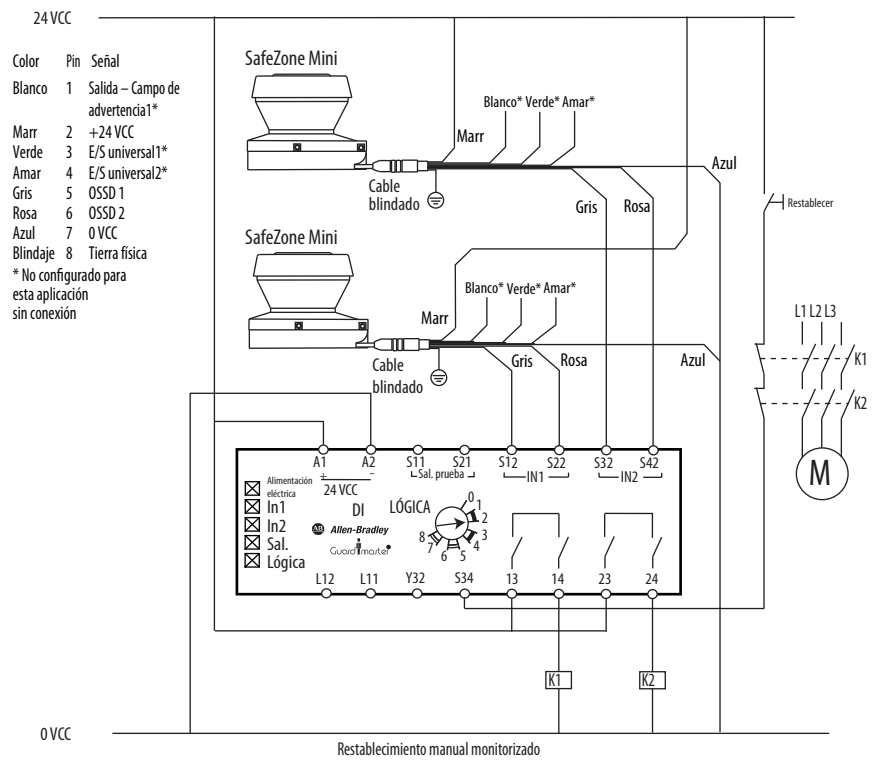 24 VCC
Color Pin Señal
Blanco 1 Salida – Campo de
advertencia1*
Marr 2 +24 VCC
Verde 3 E/S universal1*
Amar 4 E/S universal2*
Gris 5 OSSD 1
Rosa 6 OSSD 2
Azul 7 0 VCC
Blindaje 8 Tierra física
* No configurado para
esta aplicación
sin conexión
SafeZone Mini
Blanco* Verde* Amar*
Marr
Azul
Cable
blindado
Gris
Rosa
Restablecer
SafeZone Mini
Blanco* Verde* Amar*
Marr
Cable
blindado
Gris
Rosa
Azul
L1 L2 L3
K1
K2
M
A1 A2 S11 S21 S12 S22 S32 S42
+ –
24 VCC
Sal. prueba
IN1
IN2
Alimentación
eléctrica
In1
In2
Sal.
Lógica
DI
LÓGICA
0
1
2
3
4
5
6
7
8
AB
Allen-Bradley
Guardmaster
L12 L11 Y32 S34 13 14 23 24
K1
K2
0 VCC
Restablecimiento manual monitorizado